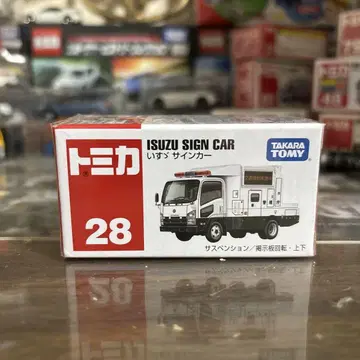 トミカ
28
ISUZU SIGN CAR
いすゞ サインカー
TAKARA
TOMY
サスペンション／掲示板回転・上下